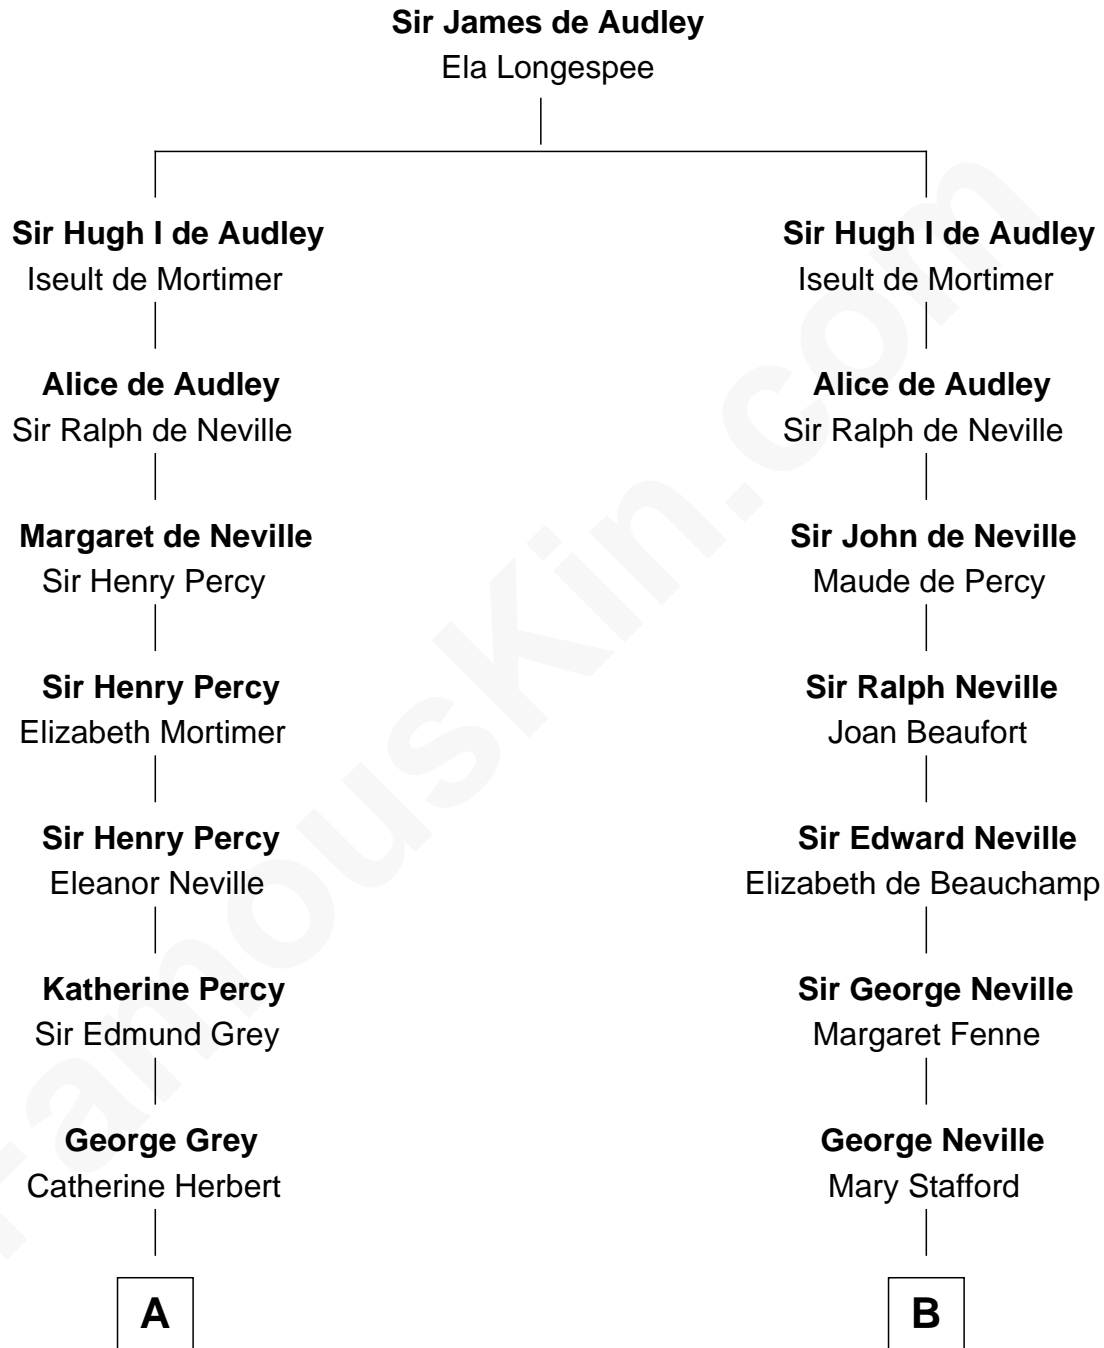 Sir James de Audley
Ela Longespee
Sir Hugh I de Audley
Iseult de Mortimer
Alice de Audley
Sir Ralph de Neville
Margaret de Neville
Sir Henry Percy
Sir Henry Percy
Elizabeth Mortimer
Sir Henry Percy
Eleanor Neville
Katherine Percy
Sir Edmund Grey
George Grey
Catherine Herbert
A
Sir Hugh I de Audley
Iseult de Mortimer
Alice de Audley
Sir Ralph de Neville
Sir John de Neville
Maude de Percy
Sir Ralph Neville
Joan Beaufort
Sir Edward Neville
Elizabeth de Beauchamp
Sir George Neville
Margaret Fenne
George Neville
Mary Stafford
B
FamousKin.com